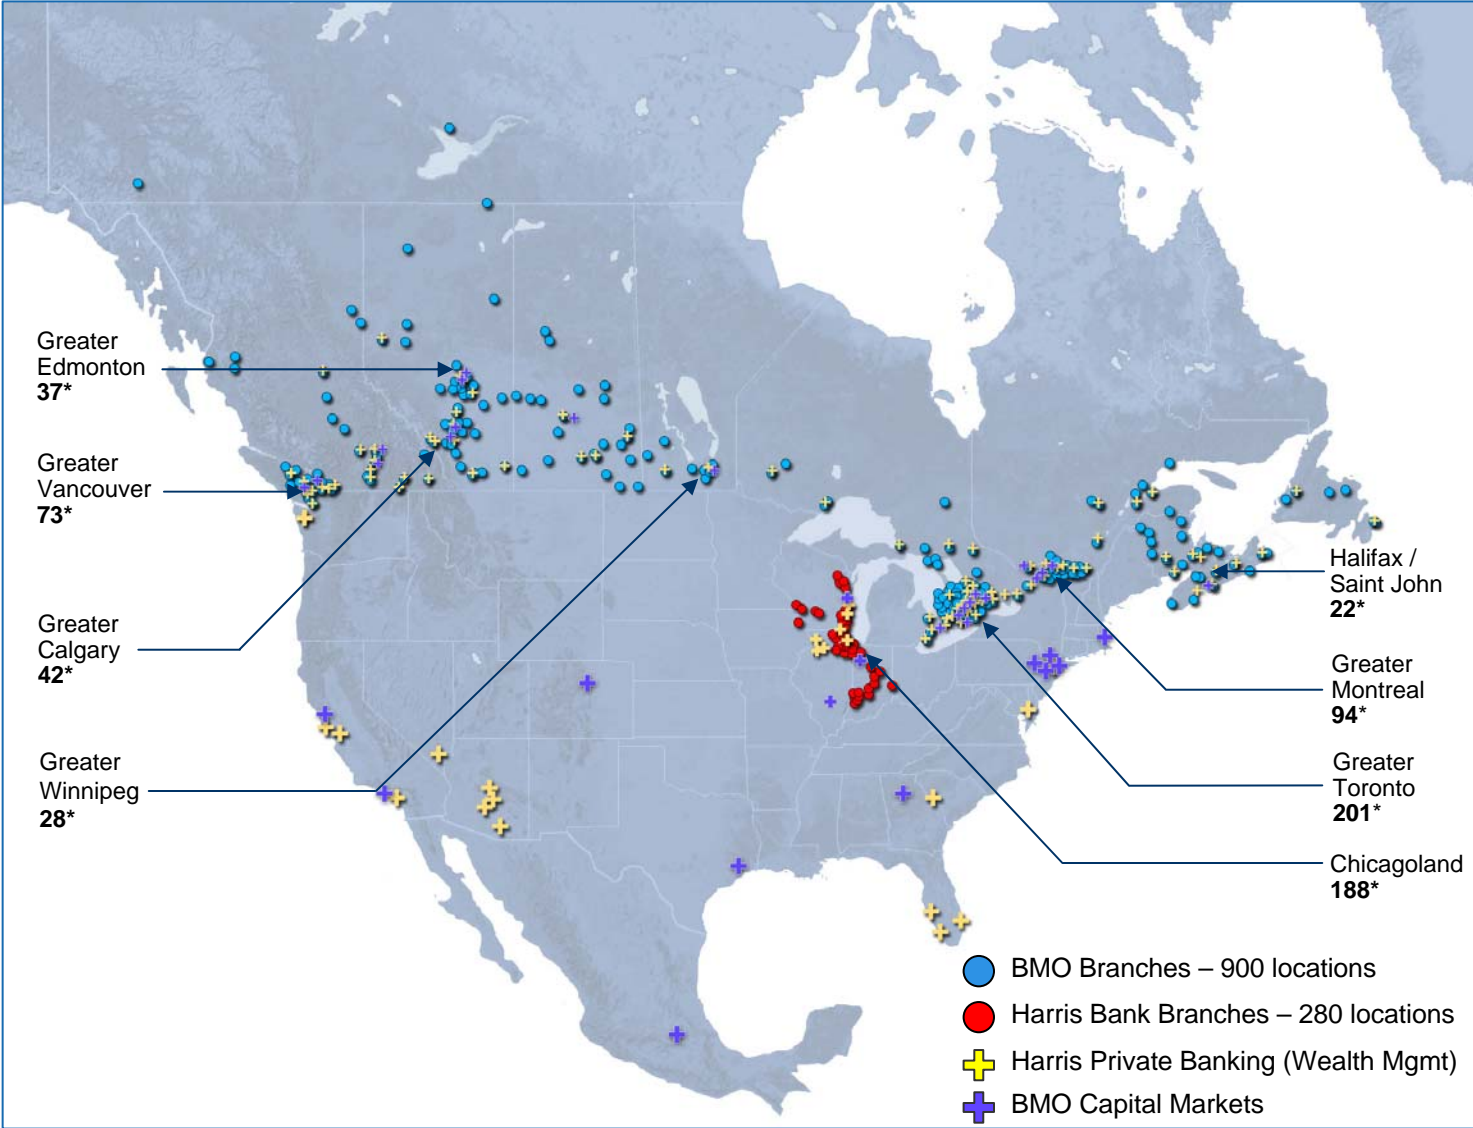 Greater
Edmonton
37*
Greater
Vancouver
73*
Greater
Calgary
42*
Greater
Winnipeg
28*
Halifax /
Saint John
22*
Greater
Montreal
94*
Greater
Toronto
201*
Chicagoland
188*
BMO Branches – 900 locations
Harris Bank Branches – 280 locations
Harris Private Banking (Wealth Mgmt)
BMO Capital Markets